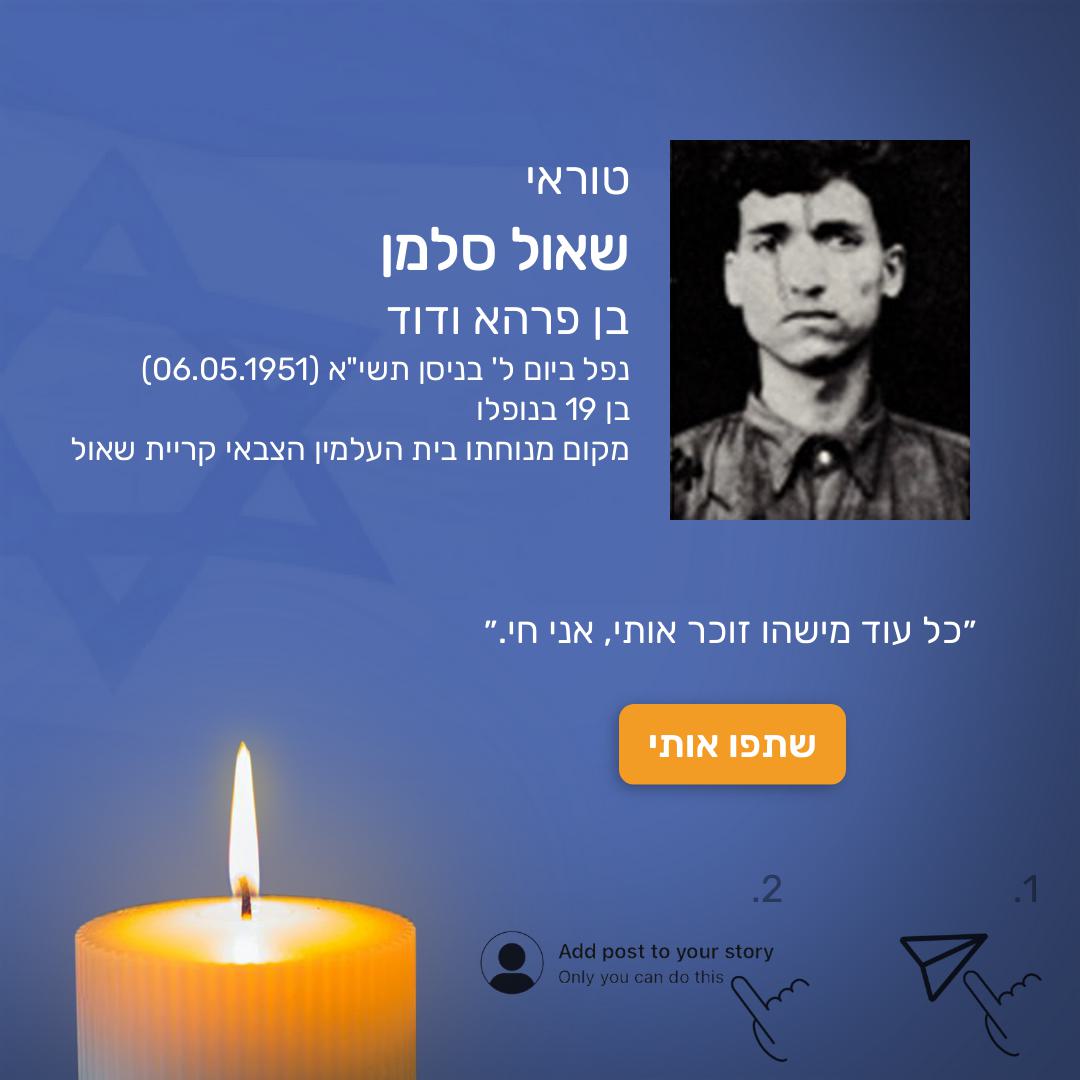 טוראי
שאול סלמן
בן פרהא ודוד
נפל ביום ל' בניסן תשי"א (06.05.1951)
בן 19 בנופלו
מקום מנוחתו בית העלמין הצבאי קריית שאול
״כל עוד מישהו זוכר אותי, אני חי.״
שתפו אותי
.1
.2
Add post to your story
Only you can do this